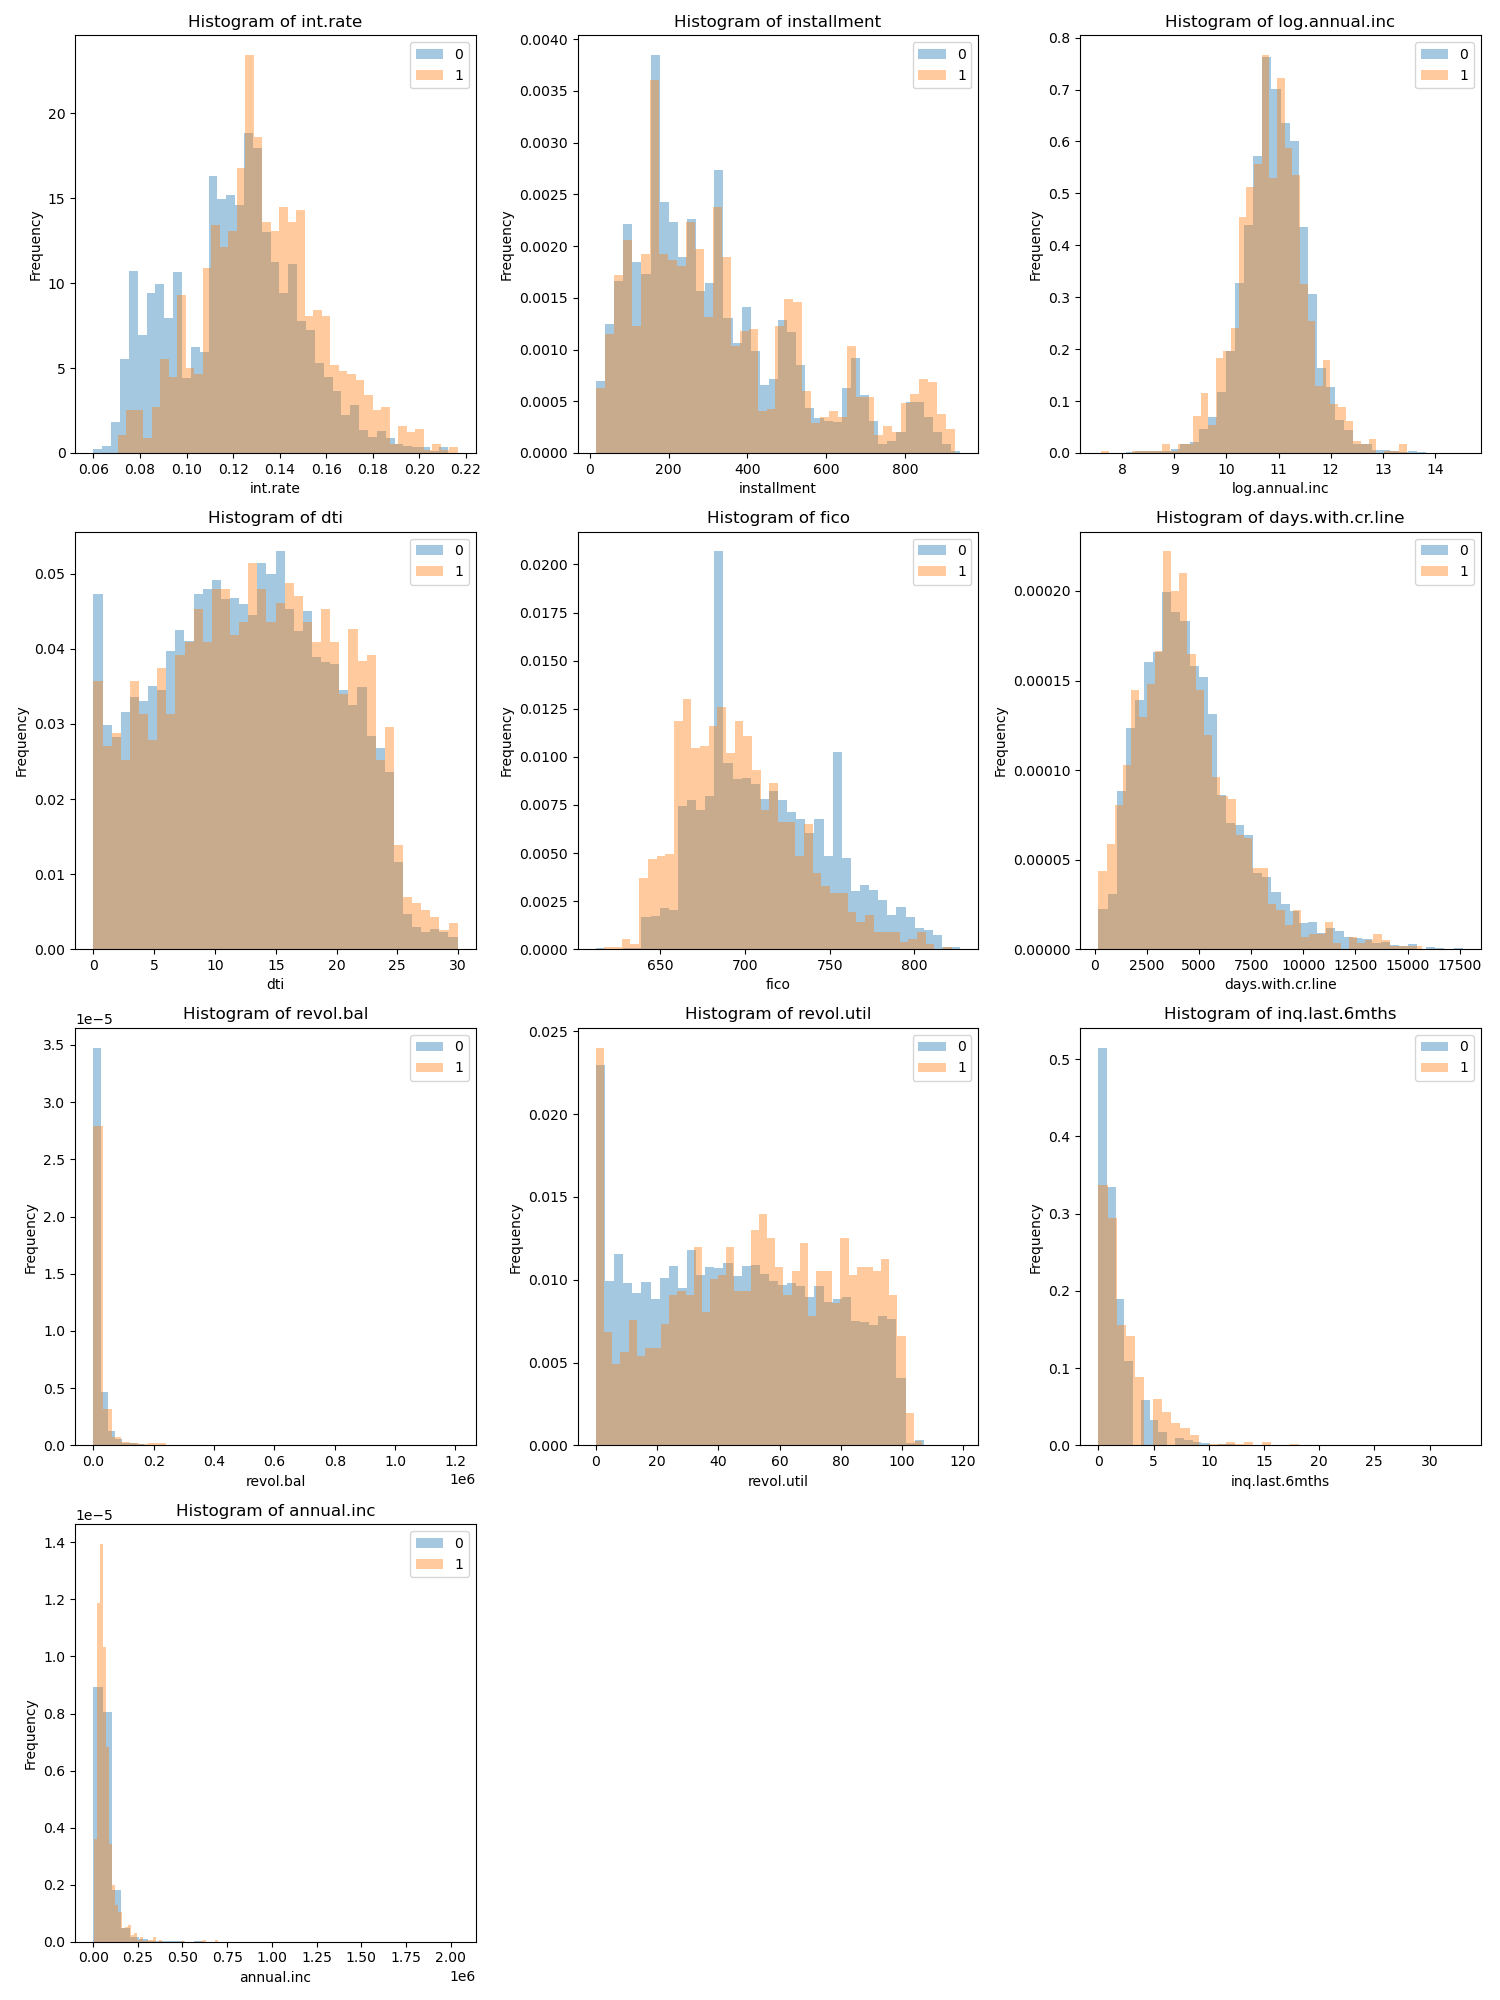 Histogram of int.rate
0
1
20
15
10
5
0
Frequency
0.06 0.08 0.10 0.12 0.14 0.16 0.18 0.20 0.22
int.rate
Histogram of installment
0
1
0.0040
0.0035
0.0030
0.0025
0.0020
0.0015
0.0010
0.0005
0.0000
Frequency
0 200 400 600 800
installment
Histogram of log.annual.inc
0
1
0.8
0.7
0.6
0.5
0.4
0.3
0.2
0.1
0.0
Frequency
8 9 10 11 12 13 14
log.annual.inc
Histogram of dti
0
1
0.05
0.04
0.03
0.02
0.01
0.00
Frequency
0 5 10 15 20 25 30
dti
Histogram of fico
0
1
0.0200
0.0175
0.0150
0.0125
0.0100
0.0075
0.0050
0.0025
0.0000
Frequency
650 700 750 800
fico
Histogram of days.with.cr.line
0
1
0.00020
0.00015
0.00010
0.00005
0.00000
Frequency
0 2500 5000 7500 10000 12500 15000 17500
days.with.cr.line
Histogram of revol.bal
1e−5
0
1
3.5
3.0
2.5
2.0
1.5
1.0
0.5
0.0
Frequency
0.0 0.2 0.4 0.6 0.8 1.0 1.2
revol.bal
1e6
Histogram of revol.util
0
1
0.025
0.020
0.015
0.010
0.005
0.000
Frequency
0 20 40 60 80 100 120
revol.util
Histogram of inq.last.6mths
0
1
0.5
0.4
0.3
0.2
0.1
0.0
Frequency
0 5 10 15 20 25 30
inq.last.6mths
Histogram of annual.inc
1e−5
0
1
1.4
1.2
1.0
0.8
0.6
0.4
0.2
0.0
Frequency
0.00 0.25 0.50 0.75 1.00 1.25 1.50 1.75 2.00
annual.inc
1e6